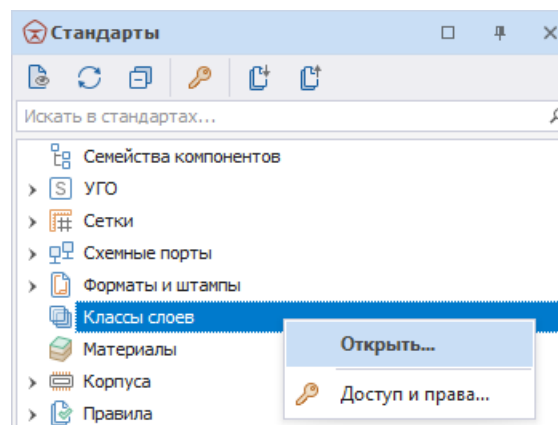 Стандарты
Искать в стандартах...
Семейства компонентов
S УГО
Сетки
Схемные порты
Форматы и штампы
Классы слоев
Открыть...
Материалы
Доступ и права...
Корпуса
Правила